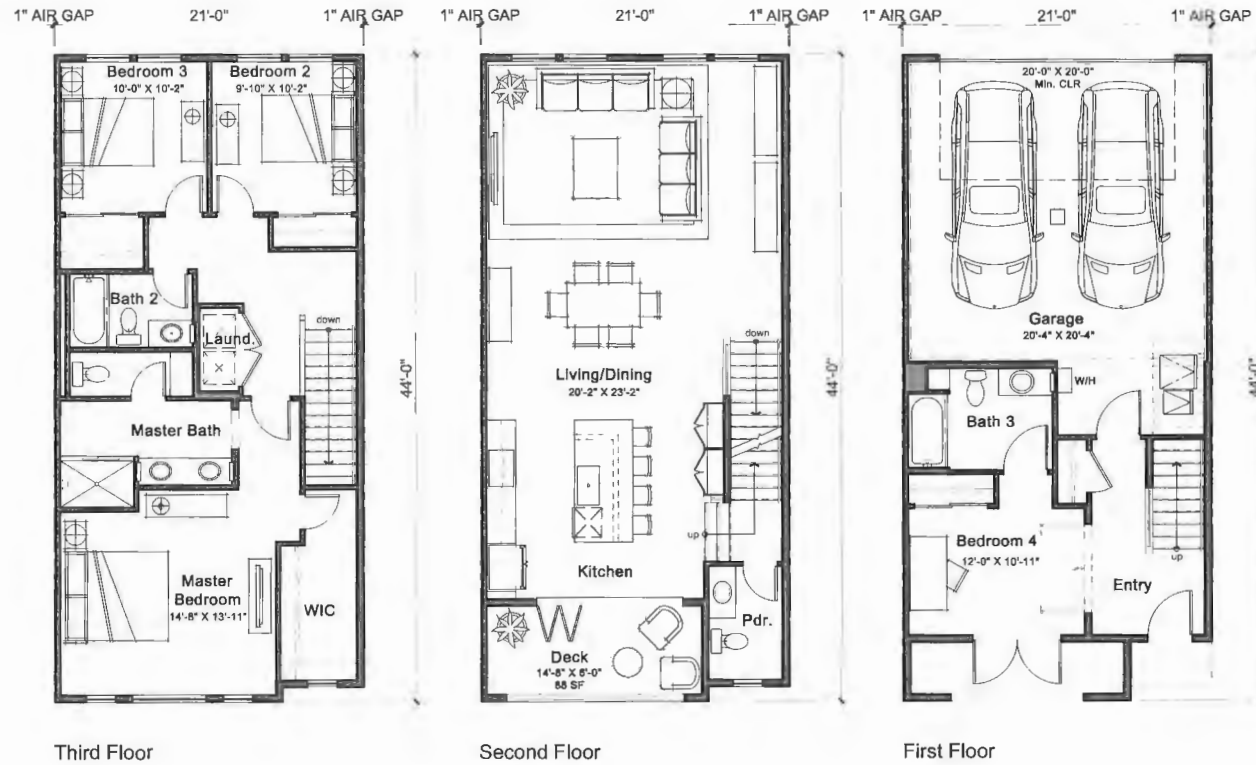 1" AIR GAP 21'-0" 1" AIR GAP
Bedroom 3
10'-0" X 10'-2"
Bedroom 2
9'-10" X 10'-2"
Bath 2
Laund.
down
Master Bath
Master
Bedroom
14'-8" X 13'-11"
WIC
44'-0"
Third Floor
1" AIR GAP 21'-0" 1" AIR GAP
Living/Dining
20'-2" X 23'-2"
down
up
Kitchen
Deck
14'-8" X 6'-0"
88 SF
Pdr.
44'-0"
Second Floor
1" AIR GAP 21'-0" 1" AIR GAP
20'-0" X 20'-0"
Min. CLR
Garage
20'-4" X 20'-4"
W/H
Bath 3
Bedroom 4
12'-0" X 10'-11"
up
Entry
44'-0"
First Floor